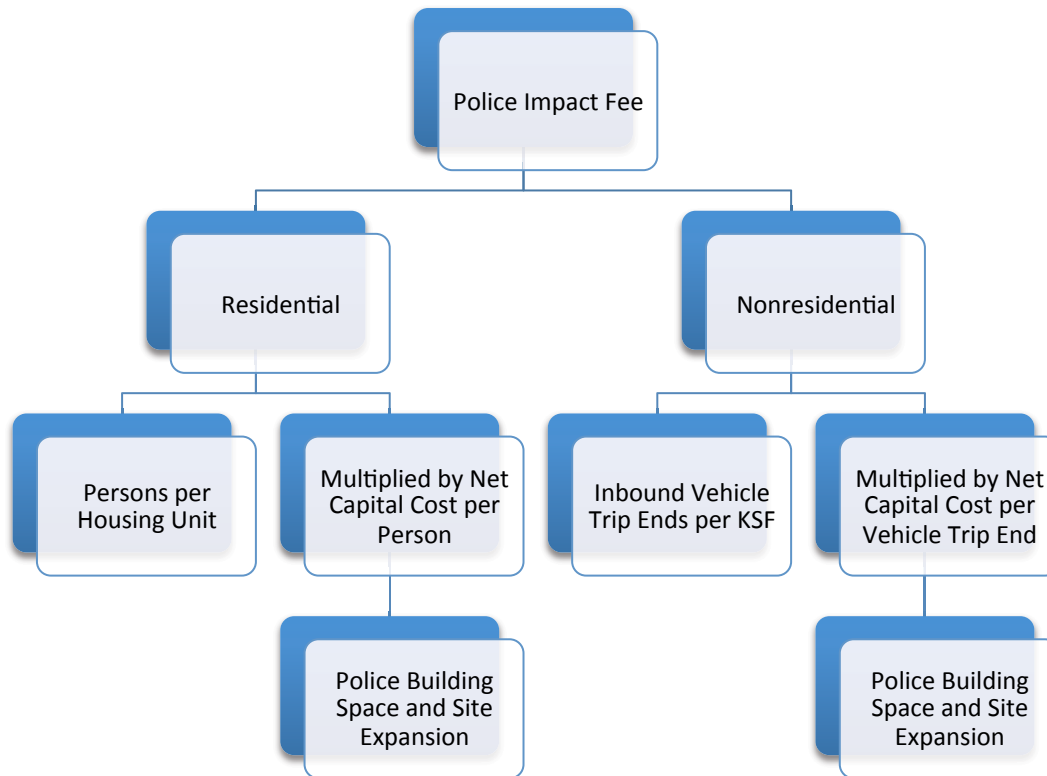 Police Impact Fee
Residential
Nonresidential
Persons per
Housing Unit
Multiplied by Net
Capital Cost per
Person
Inbound Vehicle
Trip Ends per KSF
Multiplied by Net
Capital Cost per
Vehicle Trip End
Police Building
Space and Site
Expansion
Police Building
Space and Site
Expansion